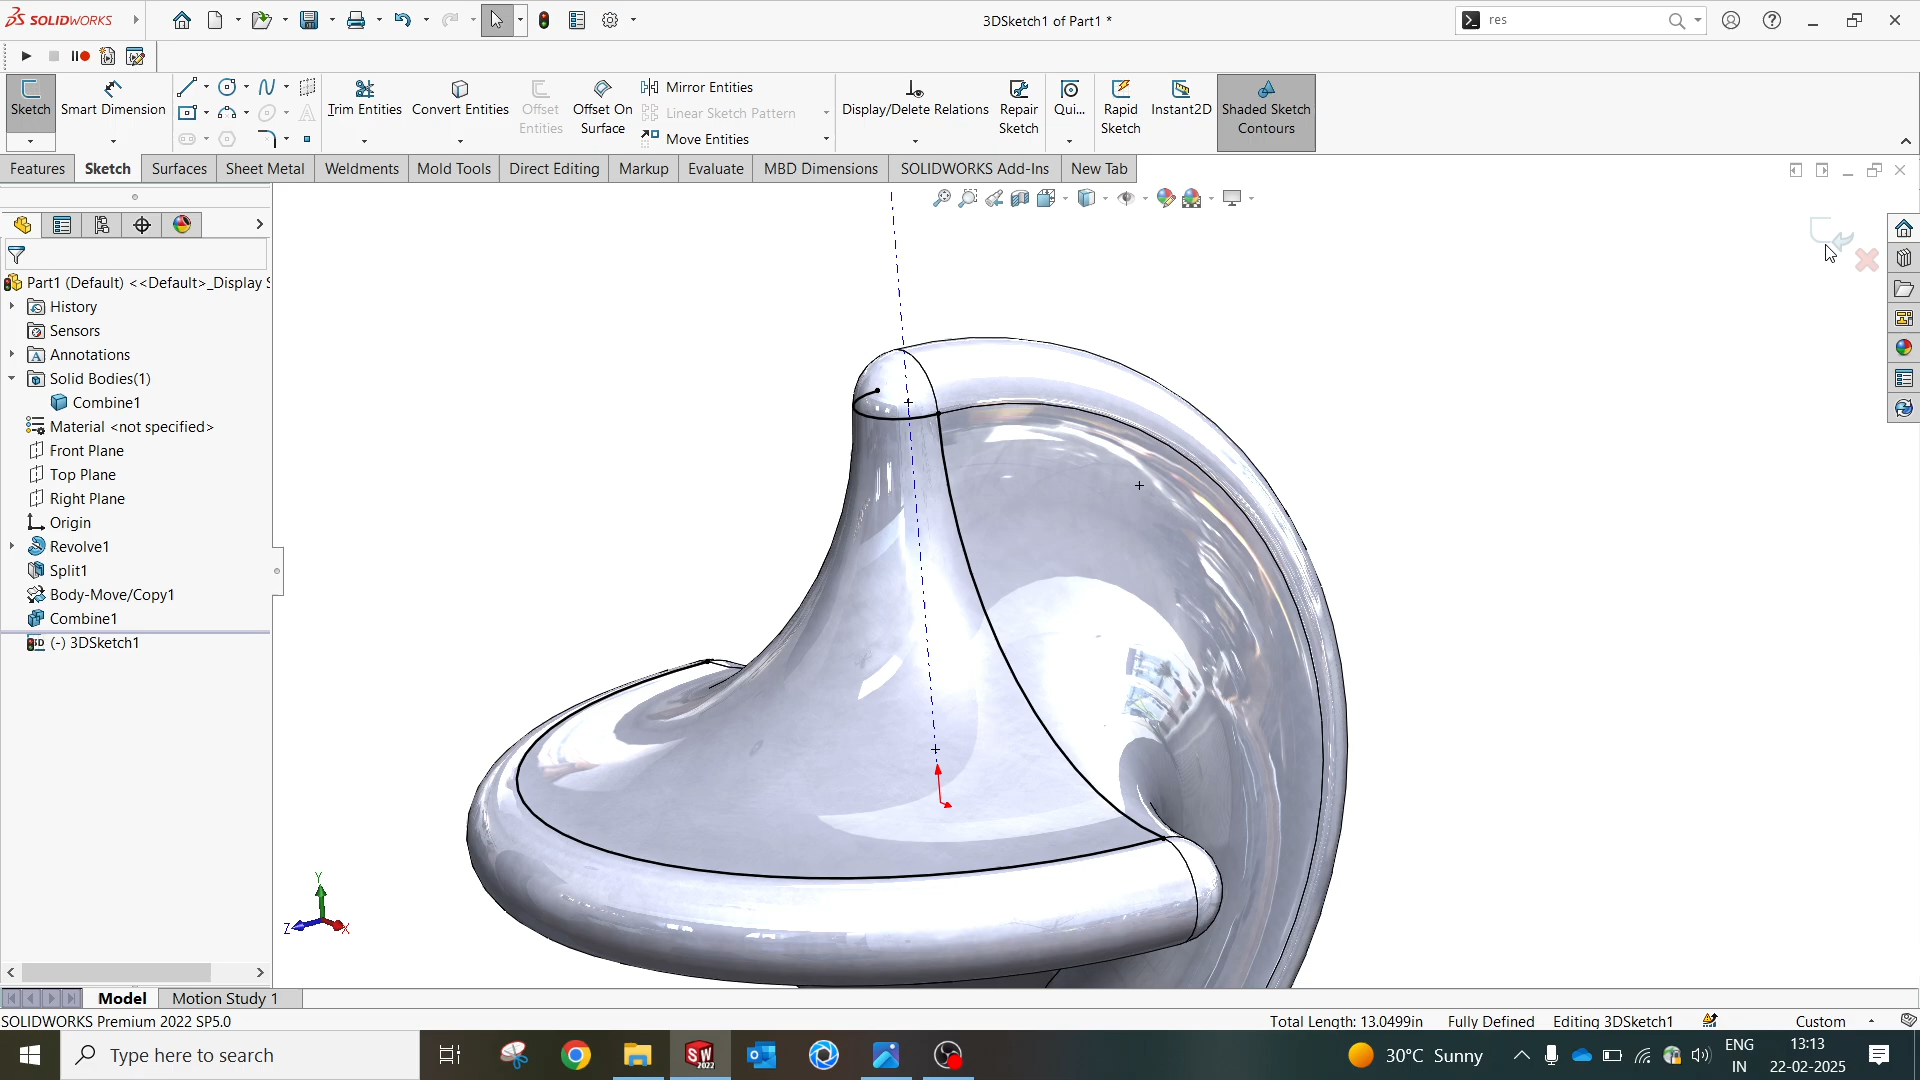 SOLIDWORKS
3DSketch1 of Part1 *
res
Sketch
Smart Dimension
Trim Entities
Convert Entities
Offset Entities
Offset On Surface
Mirror Entities
Linear Sketch Pattern
Move Entities
Display/Delete Relations
Repair Sketch
Qui...
Rapid Sketch
Instant2D
Shaded Sketch Contours
Features
Sketch
Surfaces
Sheet Metal
Weldments
Mold Tools
Direct Editing
Markup
Evaluate
MBD Dimensions
SOLIDWORKS Add-Ins
New Tab
Part1 (Default) <<Default>_Display S
History
Sensors
Annotations
Solid Bodies(1)
Combine1
Material <not specified>
Front Plane
Top Plane
Right Plane
Origin
Revolve1
Split1
Body-Move/Copy1
Combine1
(-) 3DSketch1
Y
Z
X
Model
Motion Study 1
SOLIDWORKS Premium 2022 SP5.0
Total Length: 13.0499in
Fully Defined
Editing 3DSketch1
Custom
Type here to search
SW
2022
30°C Sunny
ENG
IN
13:13
22-02-2025